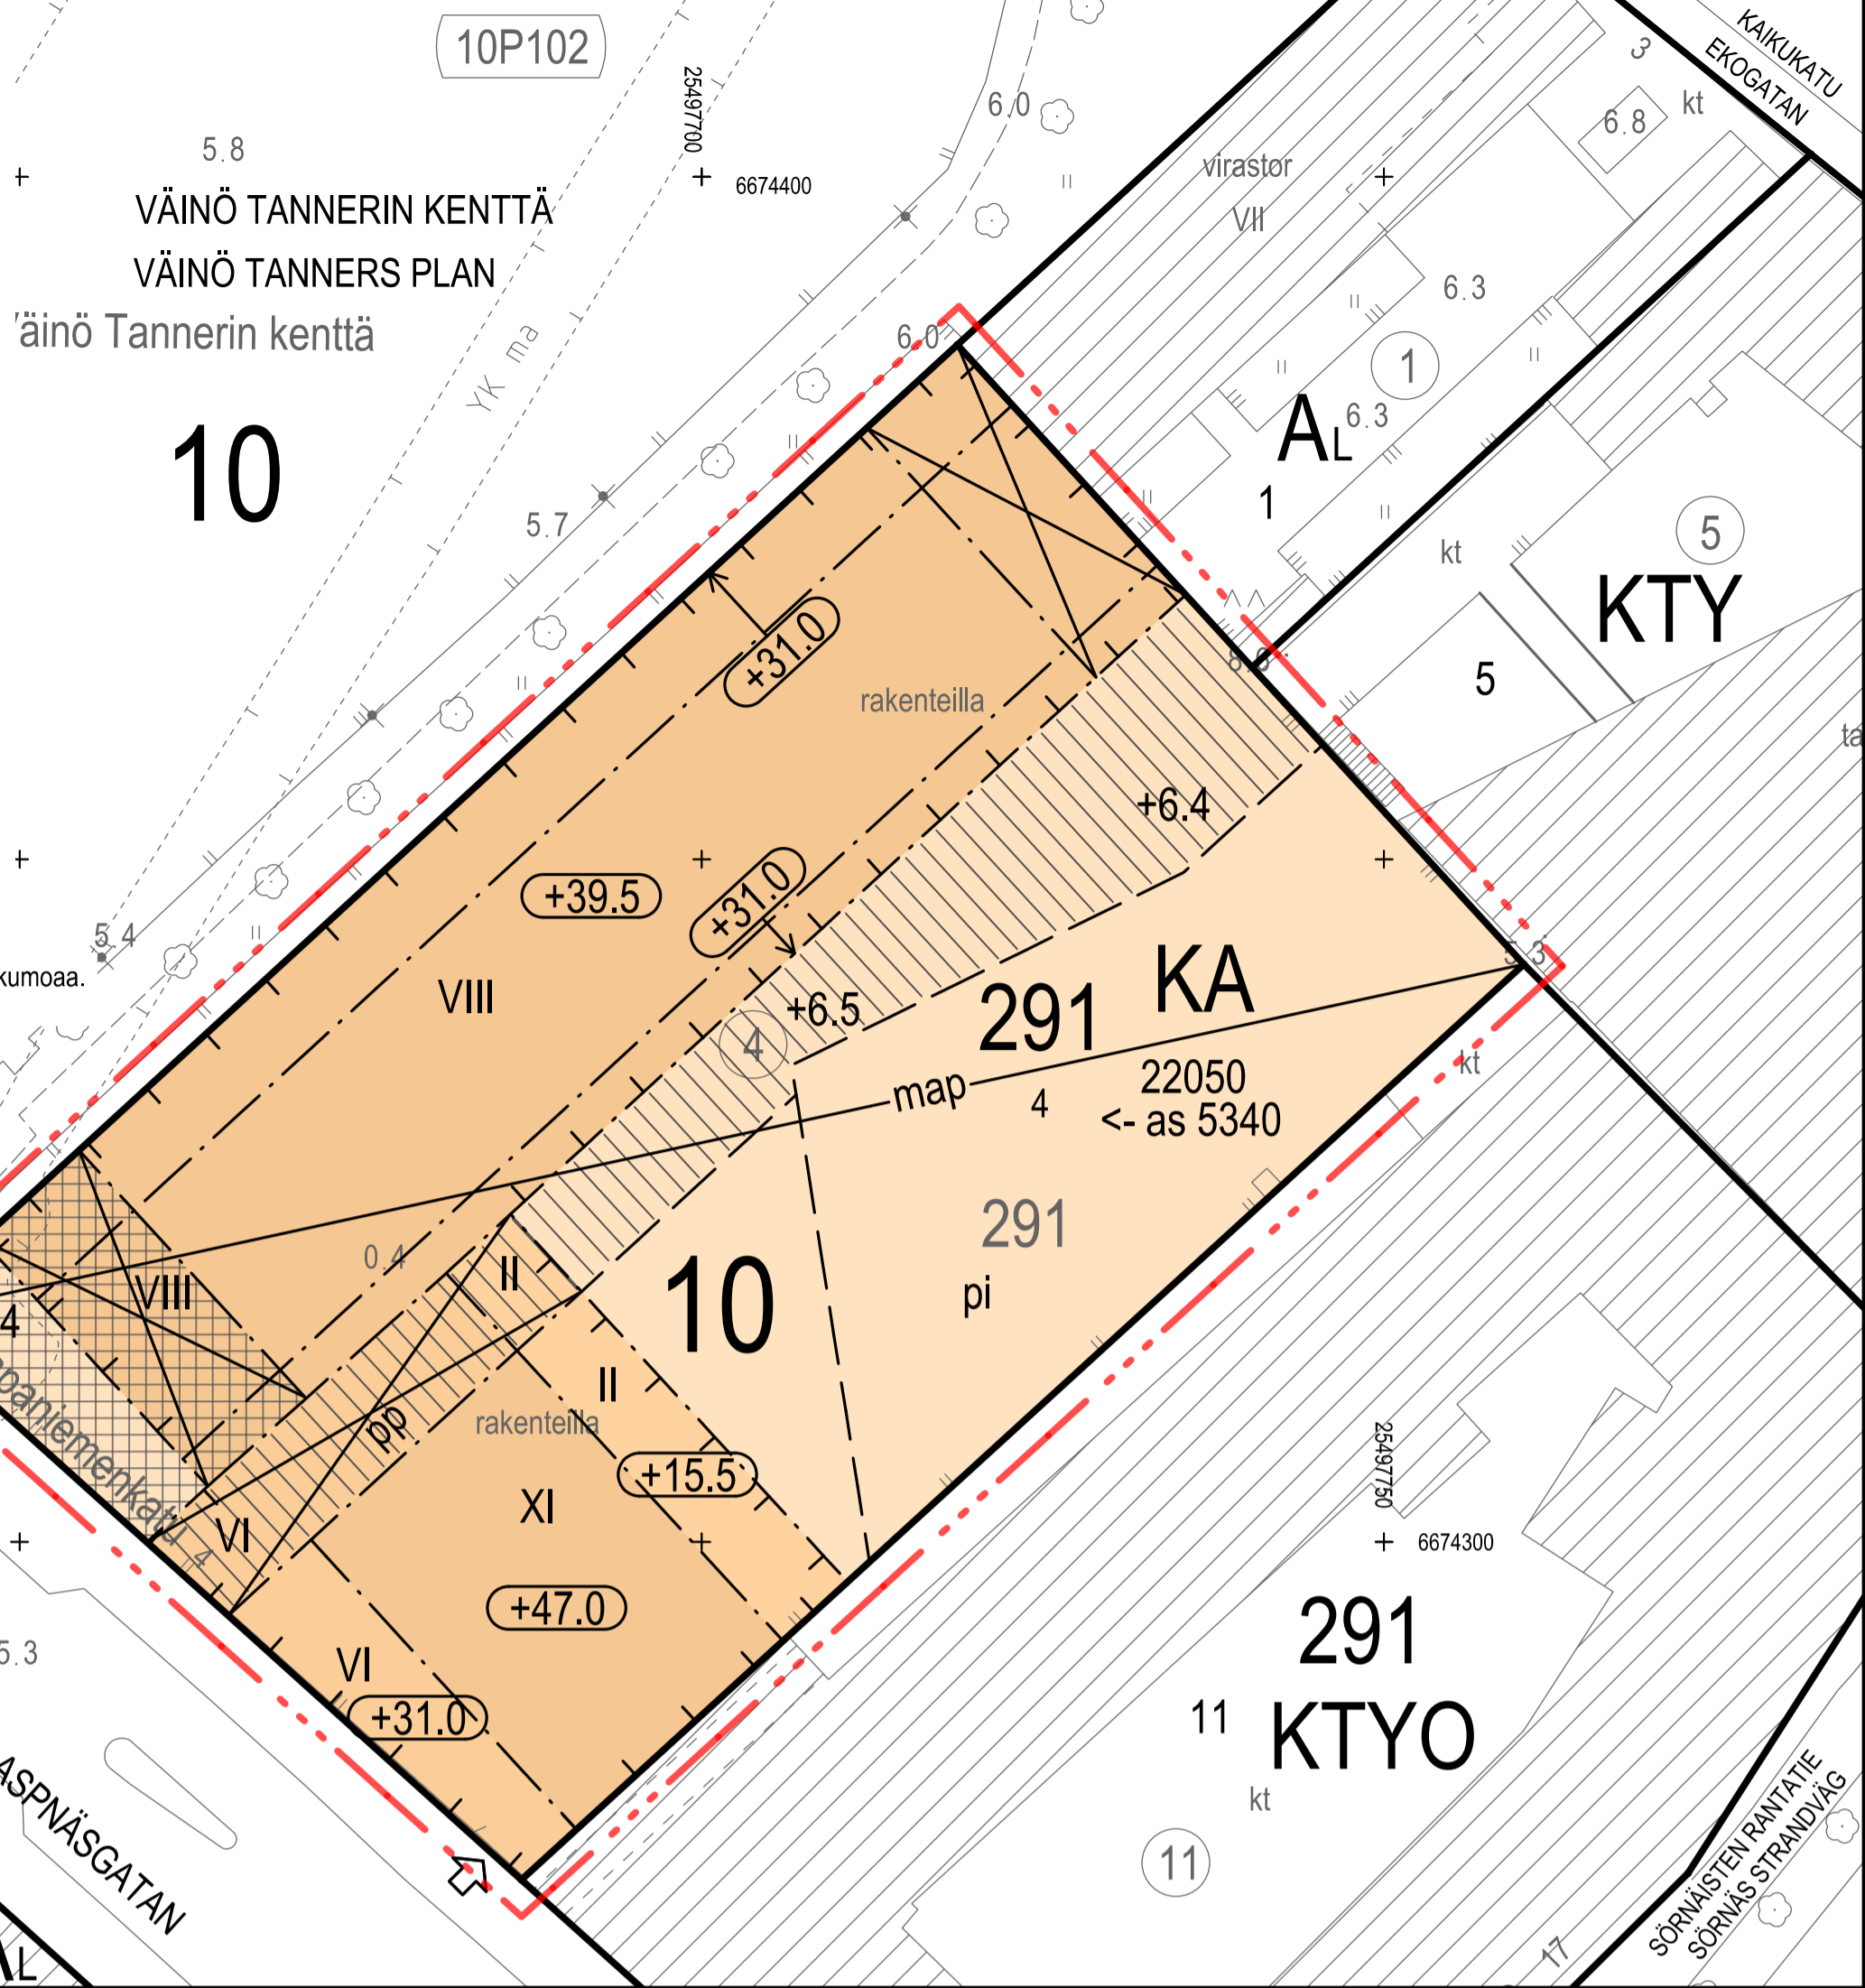 10P102
25497700
6674400
5.8
VÄINÖ TANNERIN KENTTÄ
VÄINÖ TANNERS PLAN
äinö Tannerin kenttä
YK ma
10
6.0
virastor
VII
3
6.8
kt
KAIKUKATU
EKOGATAN
6.3
1
AL
6.3
1
6.0
5.7
kt
5
KTY
5
ta
+31.0
rakenteilla
+6.4
+39.5
+31.0
5.4
kumoaa.
VIII
+6.5
4
291
KA
5.3
map
4
22050
<- as 5340
kt
291
pi
0.4
II
10
VIII
4
II
pp
rakenteilla
+15.5
XI
VI
4
+47.0
25497750
6674300
5.3
VI
+31.0
291
11
KTYO
kt
11
ASPNÄSGATAN
SÖRNÄISTEN RANTATIE
SÖRNÄS STRANDVÄG
17
AL